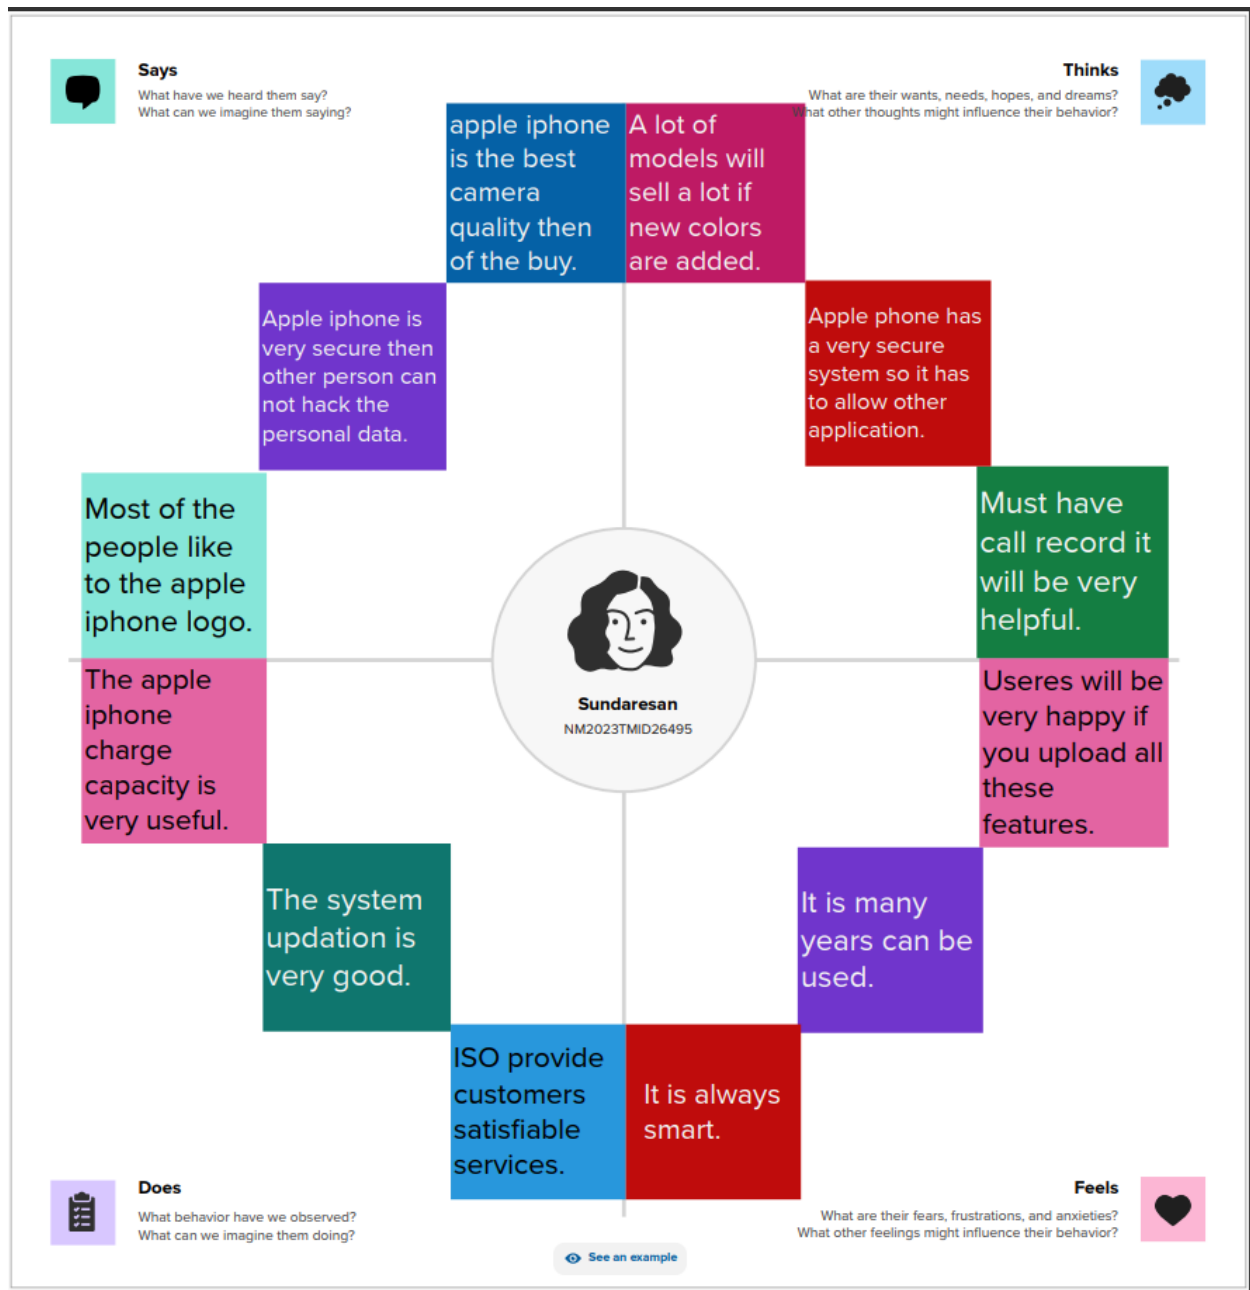 Says
What have we heard them say?
What can we imagine them saying?
Thinks
What are their wants, needs, hopes, and dreams?
What other thoughts might influence their behavior?
apple iphone
is the best
camera
quality then
of the buy.
A lot of
models will
sell a lot if
new colors
are added.
Apple iphone is
very secure then
other person can
not hack the
personal data.
Apple phone has
a very secure
system so it has
to allow other
application.
Most of the
people like
to the apple
iphone logo.
Must have
call record it
will be very
helpful.
Sundaresan
NM2023TMID26495
The apple
iphone
charge
capacity is
very useful.
Useres will be
very happy if
you upload all
these
features.
The system
updation is
very good.
It is many
years can be
used.
ISO provide
customers
satisfiable
services.
It is always
smart.
Does
What behavior have we observed?
What can we imagine them doing?
Feels
What are their fears, frustrations, and anxieties?
What other feelings might influence their behavior?
See an example